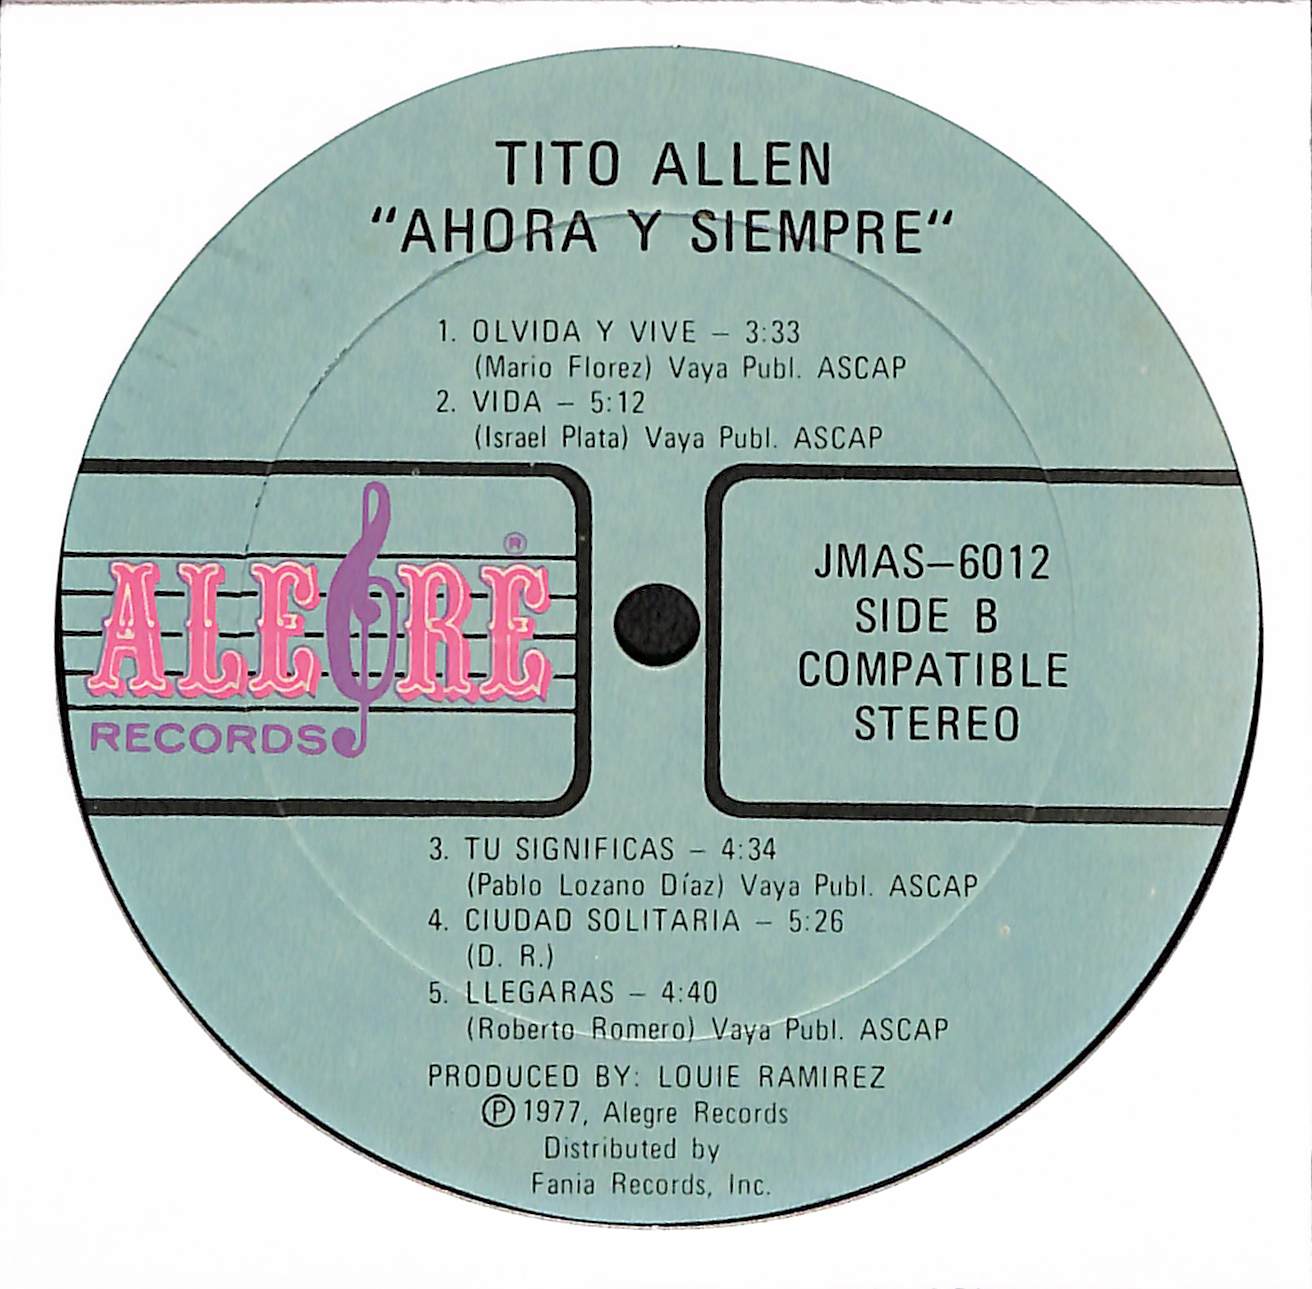 TITO ALLEN
"AHORA Y SIEMPRE"
1. OLVIDA Y VIVE – 3:33
(Mario Florez) Vaya Publ. ASCAP
2. VIDA – 5:12
(Israel Plata) Vaya Publ. ASCAP
ALEGRE ®
RECORDS
JMAS–6012
SIDE B
COMPATIBLE
STEREO
3. TU SIGNIFICAS – 4:34
(Pablo Lozano Díaz) Vaya Publ. ASCAP
4. CIUDAD SOLITARIA – 5:26
(D. R.)
5. LLEGARAS – 4:40
(Roberto Romero) Vaya Publ. ASCAP
PRODUCED BY: LOUIE RAMIREZ
℗ 1977, Alegre Records
Distributed by
Fania Records, Inc.